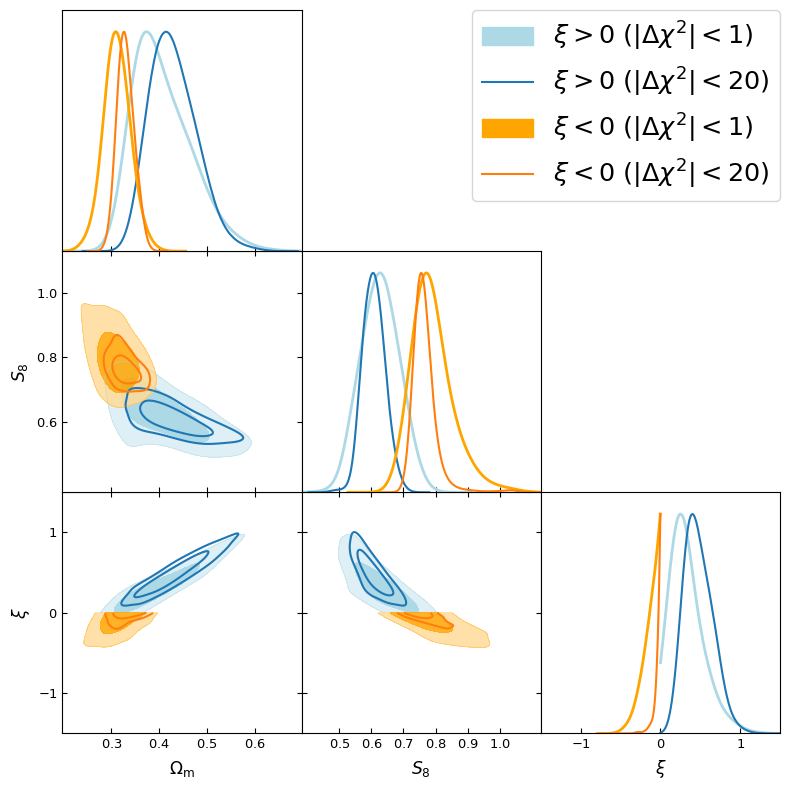 ξ > 0 (|Δχ²| < 1)
ξ > 0 (|Δχ²| < 20)
ξ < 0 (|Δχ²| < 1)
ξ < 0 (|Δχ²| < 20)
1.0
0.8
0.6
S₈
1
0
−1
ξ
0.3 0.4 0.5 0.6
0.5 0.6 0.7 0.8 0.9 1.0
−1 0 1
Ωₘ
S₈
ξ